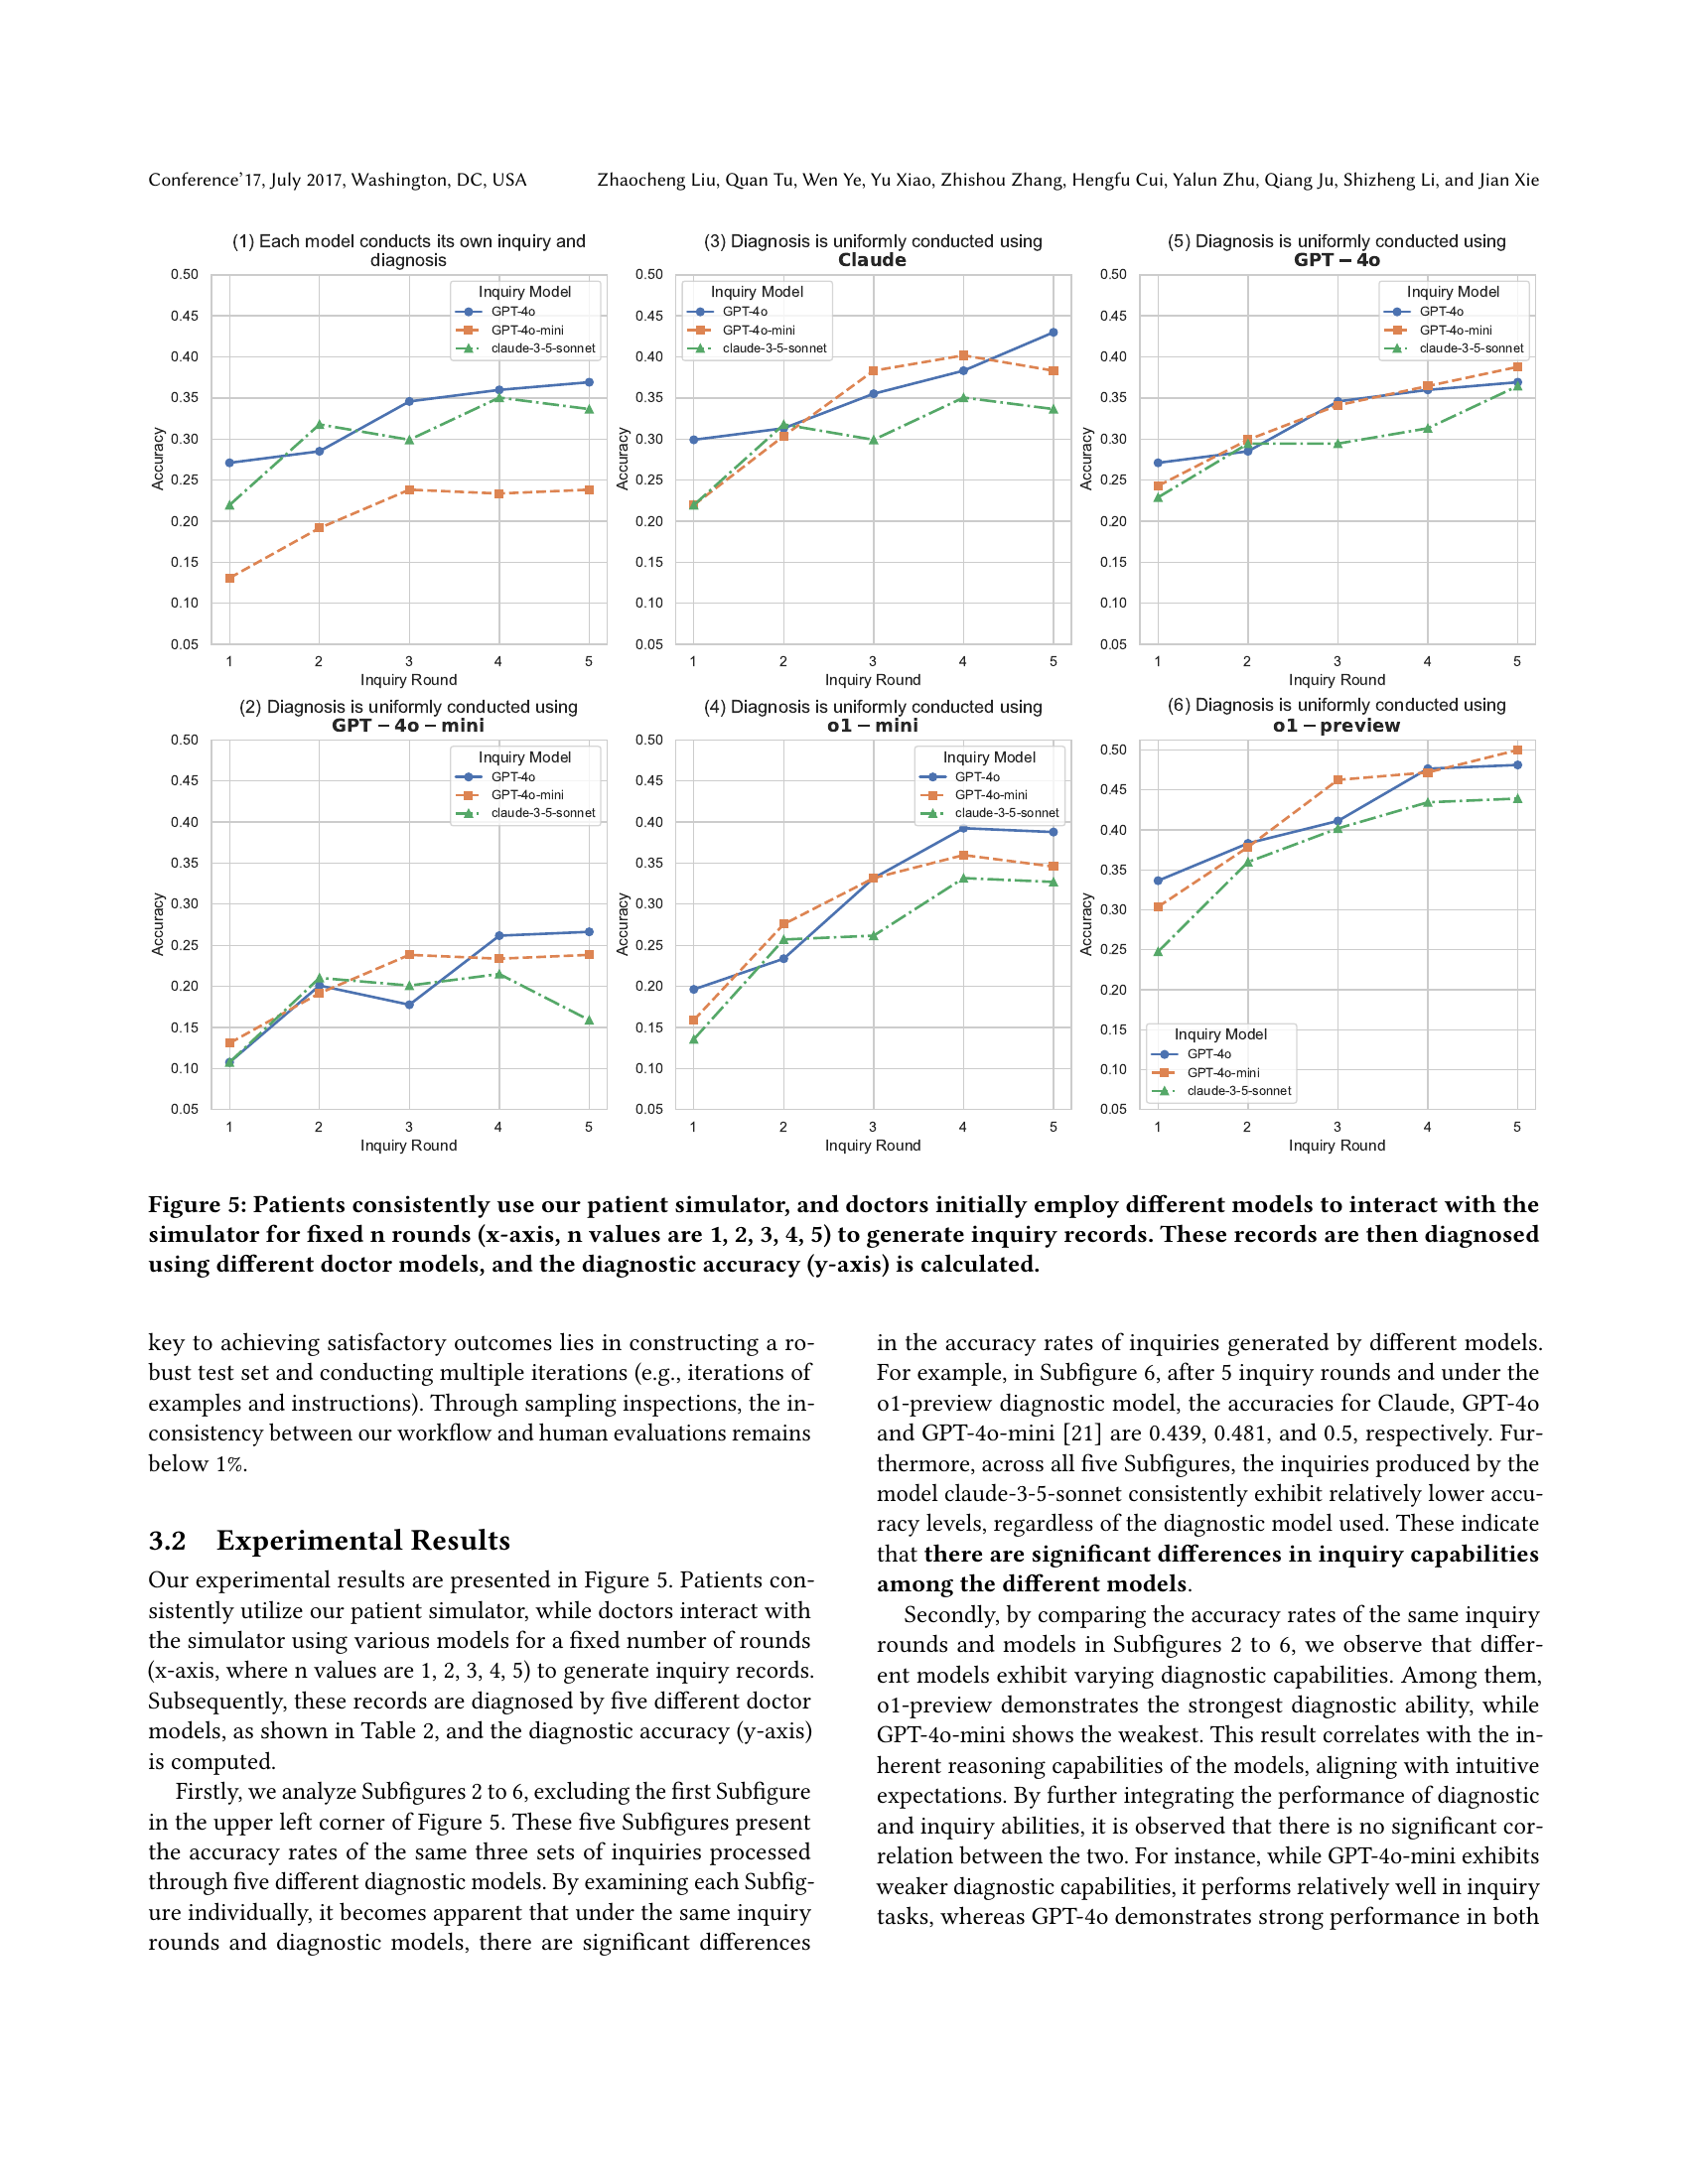 Conference’17, July 2017, Washington, DC, USA
Zhaocheng Liu, Quan Tu, Wen Ye, Yu Xiao, Zhishou Zhang, Hengfu Cui, Yalun Zhu, Qiang Ju, Shizheng Li, and Jian Xie
(1) Each model conducts its own inquiry and
diagnosis
0.50
0.45
0.40
0.35
0.30
0.25
0.20
0.15
0.10
0.05
Accuracy
Inquiry Model
GPT-4o
GPT-4o-mini
claude-3-5-sonnet
1 2 3 4 5
Inquiry Round
(3) Diagnosis is uniformly conducted using
Claude
0.50
0.45
0.40
0.35
0.30
0.25
0.20
0.15
0.10
0.05
Accuracy
Inquiry Model
GPT-4o
GPT-4o-mini
claude-3-5-sonnet
1 2 3 4 5
Inquiry Round
(5) Diagnosis is uniformly conducted using
GPT − 4o
0.50
0.45
0.40
0.35
0.30
0.25
0.20
0.15
0.10
0.05
Accuracy
Inquiry Model
GPT-4o
GPT-4o-mini
claude-3-5-sonnet
1 2 3 4 5
Inquiry Round
(2) Diagnosis is uniformly conducted using
GPT − 4o − mini
0.50
0.45
0.40
0.35
0.30
0.25
0.20
0.15
0.10
0.05
Accuracy
Inquiry Model
GPT-4o
GPT-4o-mini
claude-3-5-sonnet
1 2 3 4 5
Inquiry Round
(4) Diagnosis is uniformly conducted using
o1 − mini
0.50
0.45
0.40
0.35
0.30
0.25
0.20
0.15
0.10
0.05
Accuracy
Inquiry Model
GPT-4o
GPT-4o-mini
claude-3-5-sonnet
1 2 3 4 5
Inquiry Round
(6) Diagnosis is uniformly conducted using
o1 − preview
0.50
0.45
0.40
0.35
0.30
0.25
0.20
0.15
0.10
0.05
Accuracy
Inquiry Model
GPT-4o
GPT-4o-mini
claude-3-5-sonnet
1 2 3 4 5
Inquiry Round
Figure 5: Patients consistently use our patient simulator, and doctors initially employ different models to interact with the
simulator for fixed n rounds (x-axis, n values are 1, 2, 3, 4, 5) to generate inquiry records. These records are then diagnosed
using different doctor models, and the diagnostic accuracy (y-axis) is calculated.
key to achieving satisfactory outcomes lies in constructing a ro-
bust test set and conducting multiple iterations (e.g., iterations of
examples and instructions). Through sampling inspections, the in-
consistency between our workflow and human evaluations remains
below 1%.
3.2 Experimental Results
Our experimental results are presented in Figure 5. Patients con-
sistently utilize our patient simulator, while doctors interact with
the simulator using various models for a fixed number of rounds
(x-axis, where n values are 1, 2, 3, 4, 5) to generate inquiry records.
Subsequently, these records are diagnosed by five different doctor
models, as shown in Table 2, and the diagnostic accuracy (y-axis)
is computed.
Firstly, we analyze Subfigures 2 to 6, excluding the first Subfigure
in the upper left corner of Figure 5. These five Subfigures present
the accuracy rates of the same three sets of inquiries processed
through five different diagnostic models. By examining each Subfig-
ure individually, it becomes apparent that under the same inquiry
rounds and diagnostic models, there are significant differences
in the accuracy rates of inquiries generated by different models.
For example, in Subfigure 6, after 5 inquiry rounds and under the
o1-preview diagnostic model, the accuracies for Claude, GPT-4o
and GPT-4o-mini [21] are 0.439, 0.481, and 0.5, respectively. Fur-
thermore, across all five Subfigures, the inquiries produced by the
model claude-3-5-sonnet consistently exhibit relatively lower accu-
racy levels, regardless of the diagnostic model used. These indicate
that there are significant differences in inquiry capabilities
among the different models.
Secondly, by comparing the accuracy rates of the same inquiry
rounds and models in Subfigures 2 to 6, we observe that differ-
ent models exhibit varying diagnostic capabilities. Among them,
o1-preview demonstrates the strongest diagnostic ability, while
GPT-4o-mini shows the weakest. This result correlates with the in-
herent reasoning capabilities of the models, aligning with intuitive
expectations. By further integrating the performance of diagnostic
and inquiry abilities, it is observed that there is no significant cor-
relation between the two. For instance, while GPT-4o-mini exhibits
weaker diagnostic capabilities, it performs relatively well in inquiry
tasks, whereas GPT-4o demonstrates strong performance in both